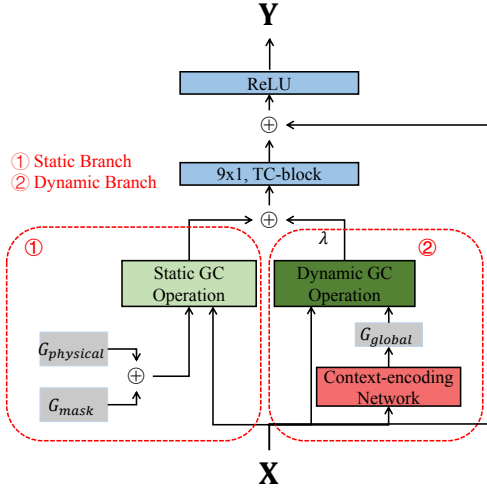 Y
ReLU
⊕
① Static Branch
② Dynamic Branch
9x1, TC-block
⊕
λ
①
②
Static GC
Operation
Dynamic GC
Operation
G_physical
⊕
G_mask
G_global
Context-encoding
Network
X